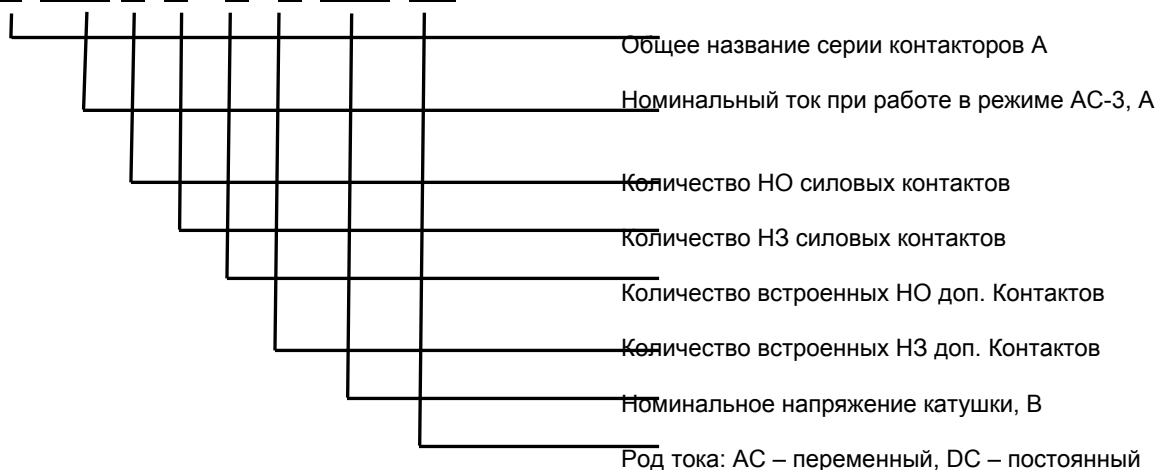 Общее название серии контакторов А
Номинальный ток при работе в режиме АС-3, А
Количество НО силовых контактов
Количество НЗ силовых контактов
Количество встроенных НО доп. Контактов
Количество встроенных НЗ доп. Контактов
Номинальное напряжение катушки, В
Род тока: АС – переменный, DC – постоянный